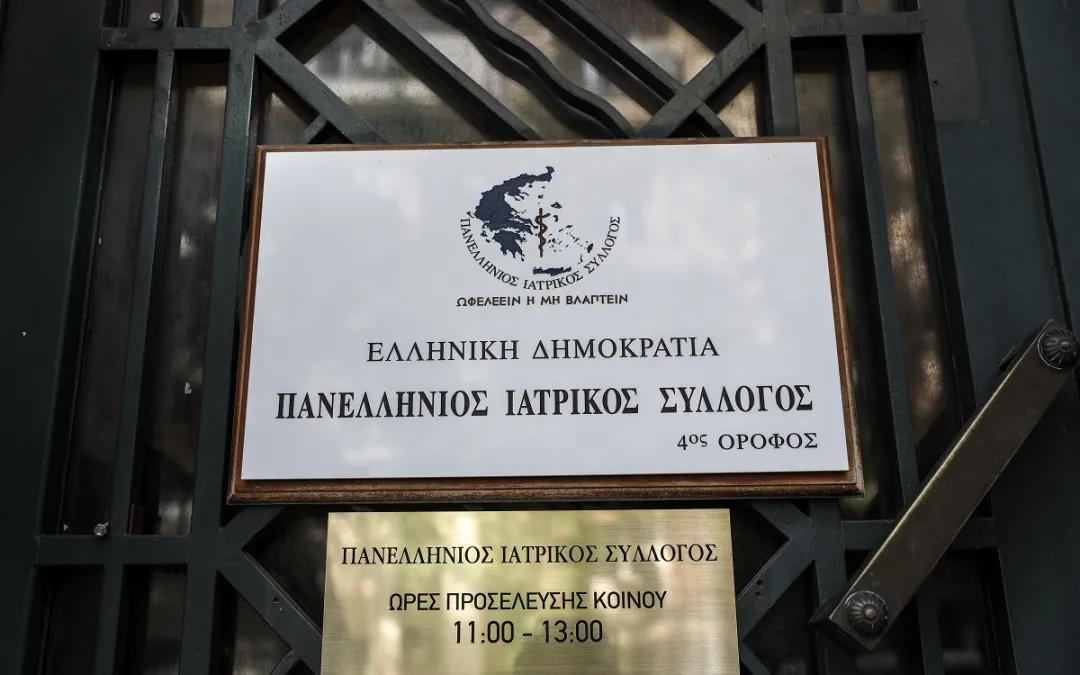 ΠΑΝΕΛΛΗΝΙΟΣ ΙΑΤΡΙΚΟΣ ΣΥΛΛΟΓΟΣ
ΩΦΕΛΕΕΙΝ Η ΜΗ ΒΛΑΠΤΕΙΝ
ΕΛΛΗΝΙΚΗ ΔΗΜΟΚΡΑΤΙΑ
ΠΑΝΕΛΛΗΝΙΟΣ ΙΑΤΡΙΚΟΣ ΣΥΛΛΟΓΟΣ
4ος ΟΡΟΦΟΣ
ΠΑΝΕΛΛΗΝΙΟΣ ΙΑΤΡΙΚΟΣ ΣΥΛΛΟΓΟΣ
ΩΡΕΣ ΠΡΟΣΕΛΕΥΣΗΣ ΚΟΙΝΟΥ
11:00 - 13:00